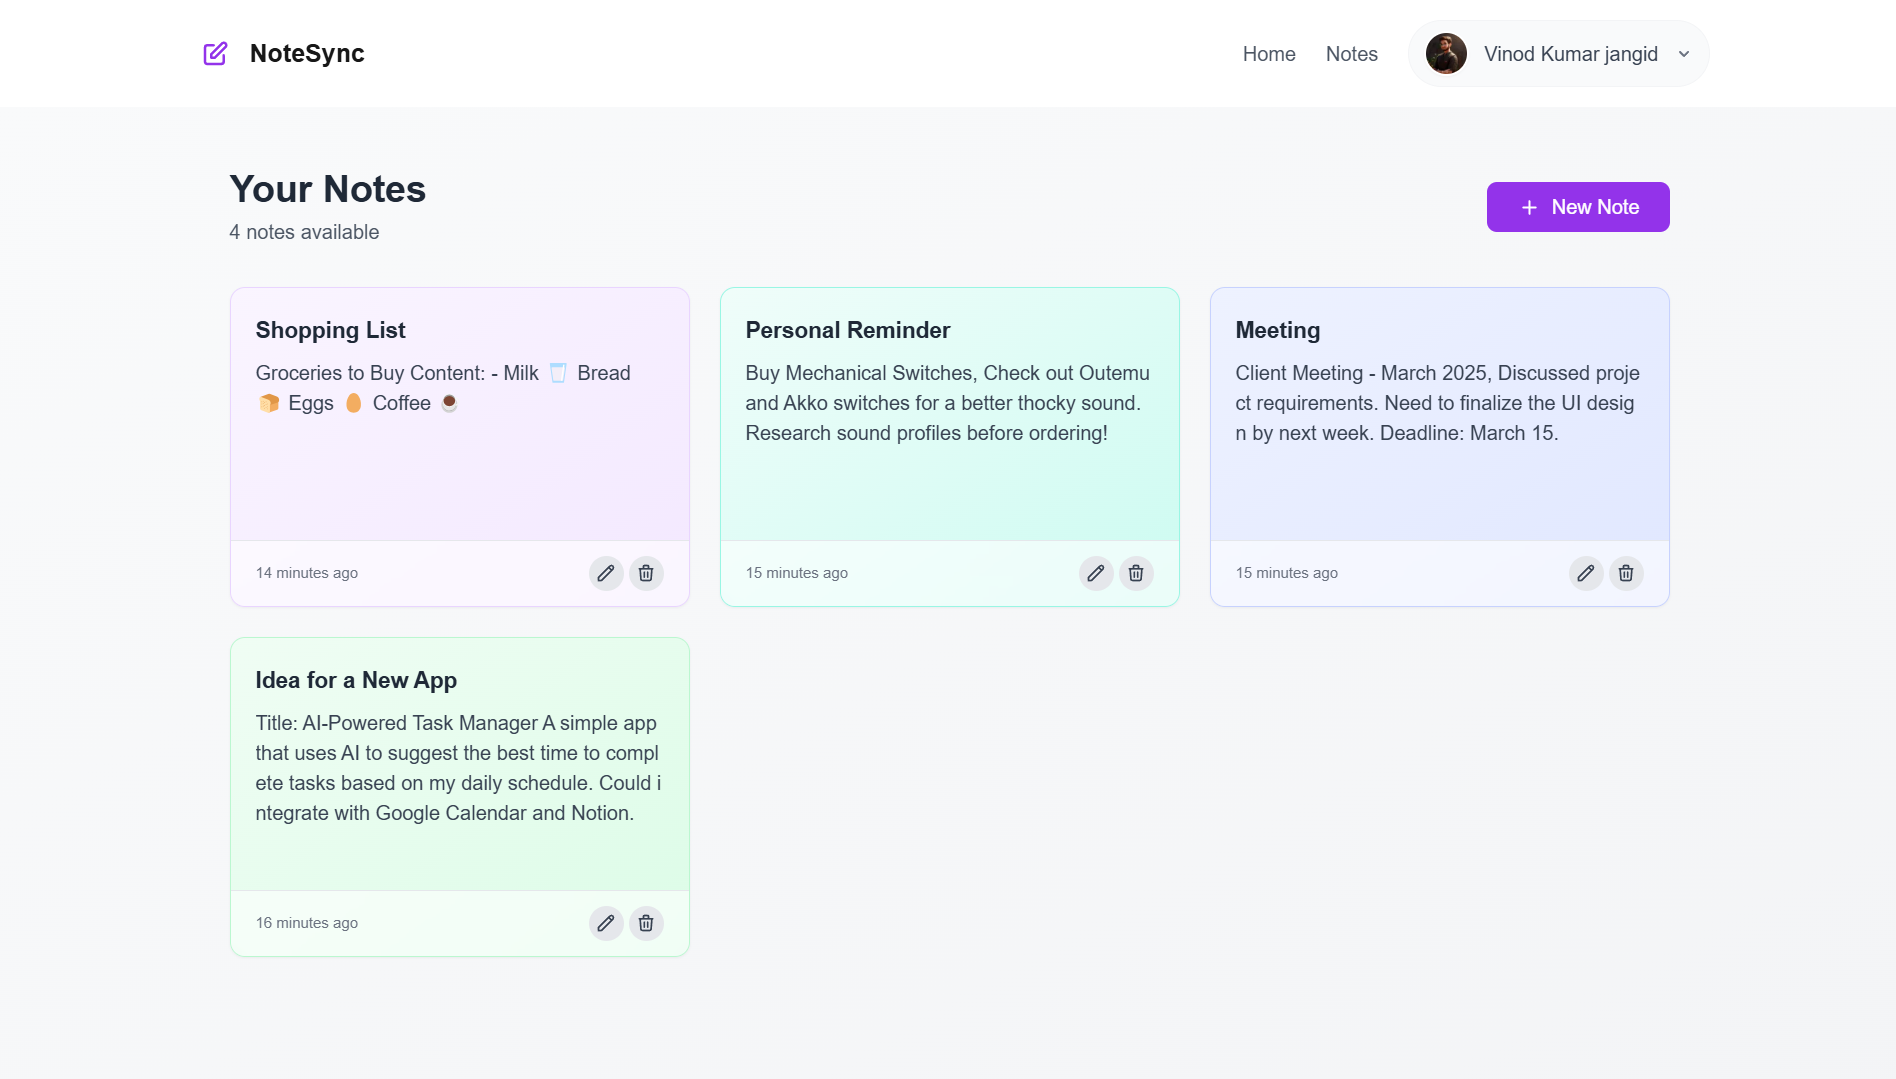 NoteSync
Home
Notes
Vinod Kumar jangid
Your Notes
4 notes available
New Note
Shopping List
Groceries to Buy Content: - Milk 🥛 Bread
🍞 Eggs 🥚 Coffee ☕
14 minutes ago
Personal Reminder
Buy Mechanical Switches, Check out Outemu
and Akko switches for a better thocky sound.
Research sound profiles before ordering!
15 minutes ago
Meeting
Client Meeting - March 2025, Discussed proje
ct requirements. Need to finalize the UI desig
n by next week. Deadline: March 15.
15 minutes ago
Idea for a New App
Title: AI-Powered Task Manager A simple app
that uses AI to suggest the best time to compl
ete tasks based on my daily schedule. Could i
ntegrate with Google Calendar and Notion.
16 minutes ago